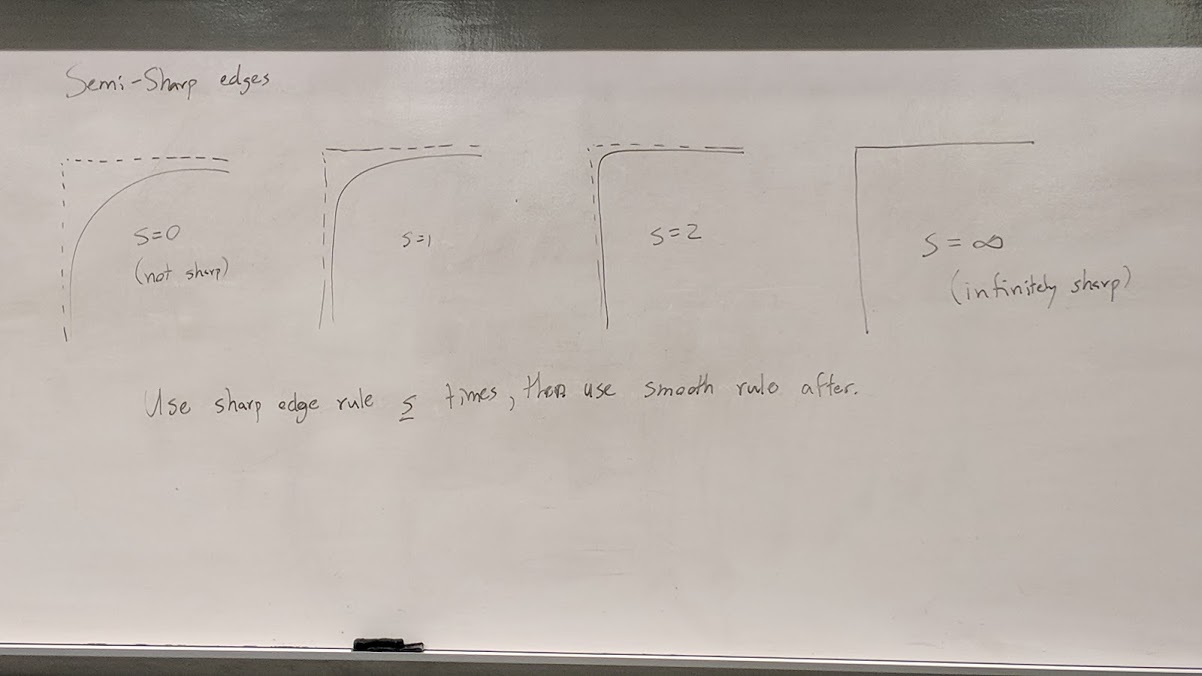 Semi-Sharp edges
S=0
(not sharp)
S=1
S=2
S=∞
(infinitely sharp)
Use sharp edge rule s times, then use smooth rule after.